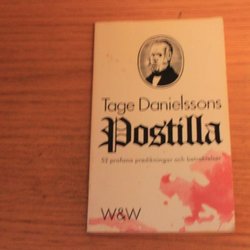 Tage Danielssons
Postilla
52 profana predikningar och betraktelser
W&W